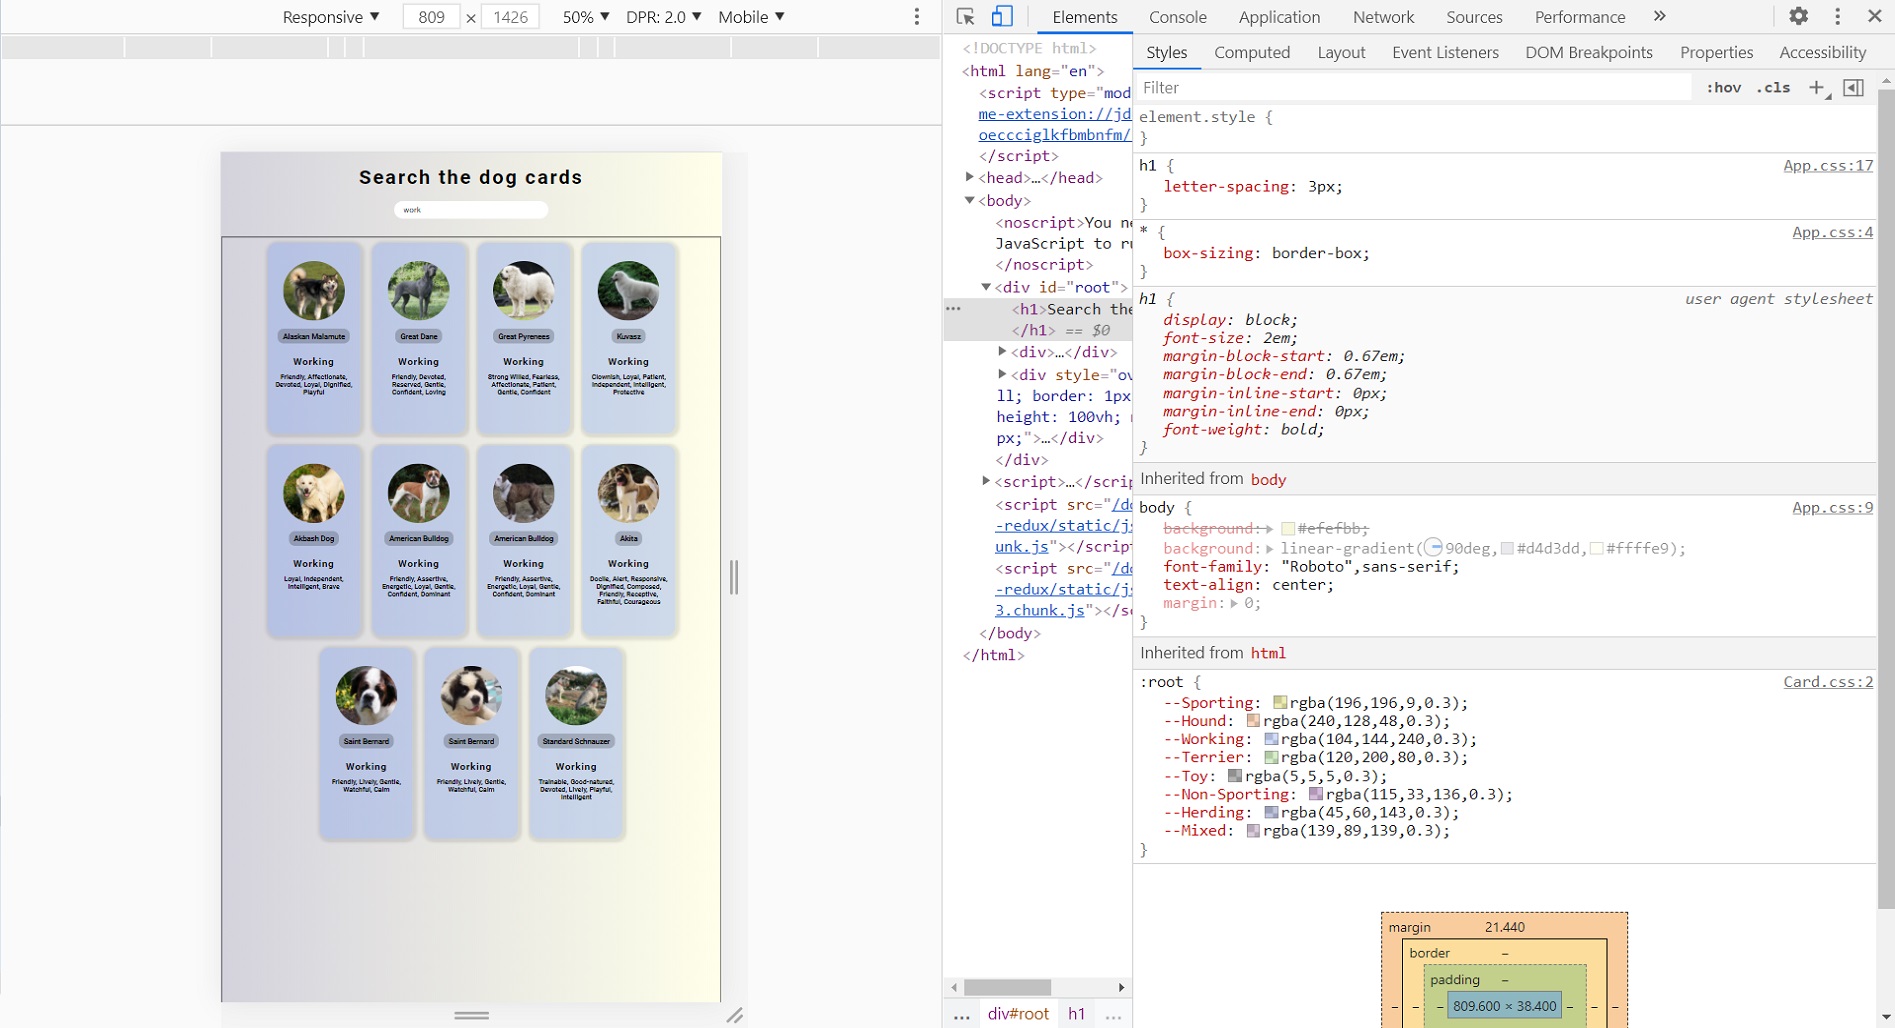 Responsive ▼ 809 × 1426 50% ▼ DPR: 2.0 ▼ Mobile ▼
Search the dog cards
work
Alaskan Malamute
Working
Friendly, Affectionate,
Devoted, Loyal, Dignified,
Playful
Great Dane
Working
Friendly, Devoted,
Reserved, Gentle,
Confident, Loving
Great Pyrenees
Working
Strong Willed, Fearless,
Affectionate, Patient,
Gentle, Confident
Kuvasz
Working
Clownish, Loyal, Patient,
Independent, Intelligent,
Protective
Akbash Dog
Working
Loyal, Independent,
Intelligent, Brave
American Bulldog
Working
Friendly, Assertive,
Energetic, Loyal, Gentle,
Confident, Dominant
American Bulldog
Working
Friendly, Assertive,
Energetic, Loyal, Gentle,
Confident, Dominant
Akita
Working
Docile, Alert, Responsive,
Dignified, Composed,
Friendly, Receptive,
Faithful, Courageous
Saint Bernard
Working
Friendly, Lively, Gentle,
Watchful, Calm
Saint Bernard
Working
Friendly, Lively, Gentle,
Watchful, Calm
Standard Schnauzer
Working
Trainable, Good-natured,
Devoted, Lively, Playful,
Intelligent
Elements Console Application Network Sources Performance »
<!DOCTYPE html>
<html lang="en">
<script type="mod
me-extension://jd
oeccciglkfbmbnfm/
</script>
<head>…</head>
<body>
<noscript>You ne
JavaScript to ru
</noscript>
<div id="root">
<h1>Search the
</h1> == $0
<div>…</div>
<div style="ov
ll; border: 1px
height: 100vh; 
px;">…</div>
</div>
<script>…</scrip
<script src="/do
-redux/static/js
unk.js"></script
<script src="/do
-redux/static/js
3.chunk.js"></sc
</body>
</html>
… div#root h1 …
Styles Computed Layout Event Listeners DOM Breakpoints Properties Accessibility
Filter :hov .cls +
element.style {
}
h1 { App.css:17
letter-spacing: 3px;
}
* { App.css:4
box-sizing: border-box;
}
h1 { user agent stylesheet
display: block;
font-size: 2em;
margin-block-start: 0.67em;
margin-block-end: 0.67em;
margin-inline-start: 0px;
margin-inline-end: 0px;
font-weight: bold;
}
Inherited from body
body { App.css:9
background: #efefbb;
background: linear-gradient(90deg, #d4d3dd, #ffffe9);
font-family: "Roboto",sans-serif;
text-align: center;
margin: 0;
}
Inherited from html
:root { Card.css:2
--Sporting: rgba(196,196,9,0.3);
--Hound: rgba(240,128,48,0.3);
--Working: rgba(104,144,240,0.3);
--Terrier: rgba(120,200,80,0.3);
--Toy: rgba(5,5,5,0.3);
--Non-Sporting: rgba(115,33,136,0.3);
--Herding: rgba(45,60,143,0.3);
--Mixed: rgba(139,89,139,0.3);
}
margin 21.440
border –
padding –
– – – 809.600 × 38.400 – – –